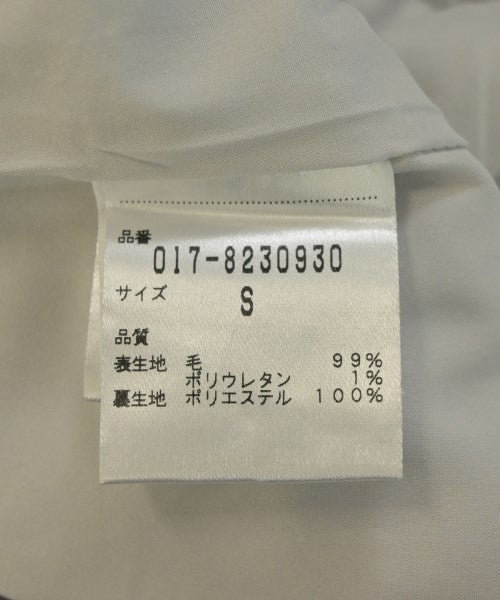 品番
017-8230930
サイズ
S
品質
表生地 毛 99%
ポリウレタン 1%
裏生地 ポリエステル 100%